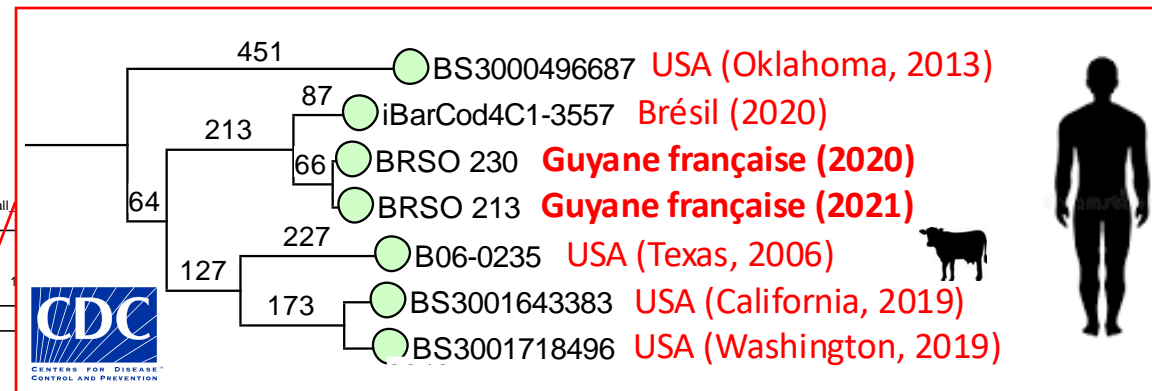 451
BS3000496687 USA (Oklahoma, 2013)
87
iBarCod4C1-3557 Brésil (2020)
213
66
BRSO 230 Guyane française (2020)
64
BRSO 213 Guyane française (2021)
227
B06-0235 USA (Texas, 2006)
127
173
BS3001643383 USA (California, 2019)
BS3001718496 USA (Washington, 2019)
CDC
CENTERS FOR DISEASE
CONTROL AND PREVENTION